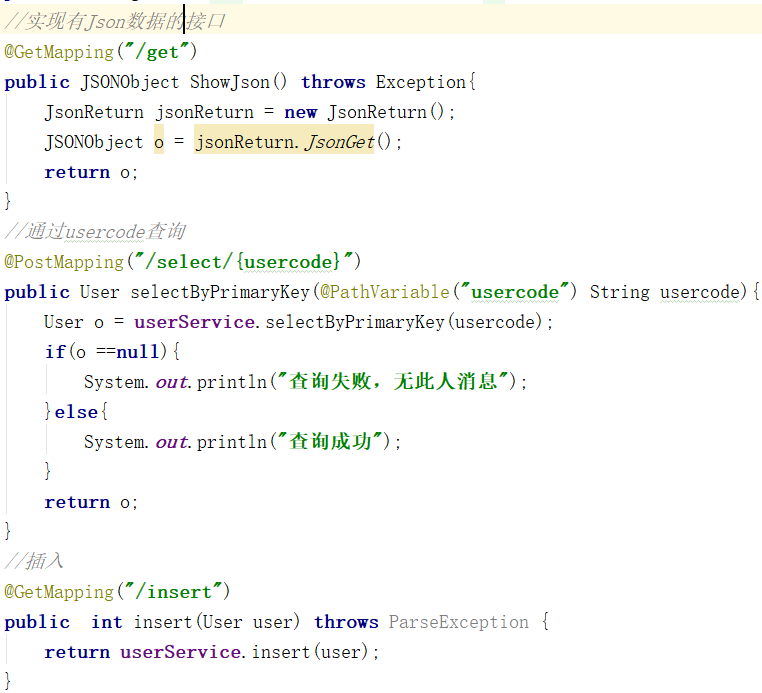 //实现有Json数据的接口
@GetMapping("/get")
public JSONObject ShowJson() throws Exception{
    JsonReturn jsonReturn = new JsonReturn();
    JSONObject o = jsonReturn.JsonGet();
    return o;
}
//通过usercode查询
@PostMapping("/select/{usercode}")
public User selectByPrimaryKey(@PathVariable("usercode") String usercode){
    User o = userService.selectByPrimaryKey(usercode);
    if(o ==null){
        System.out.println("查询失败，无此人消息");
    }else{
        System.out.println("查询成功");
    }
    return o;
}
//插入
@GetMapping("/insert")
public  int insert(User user) throws ParseException {
    return userService.insert(user);
}